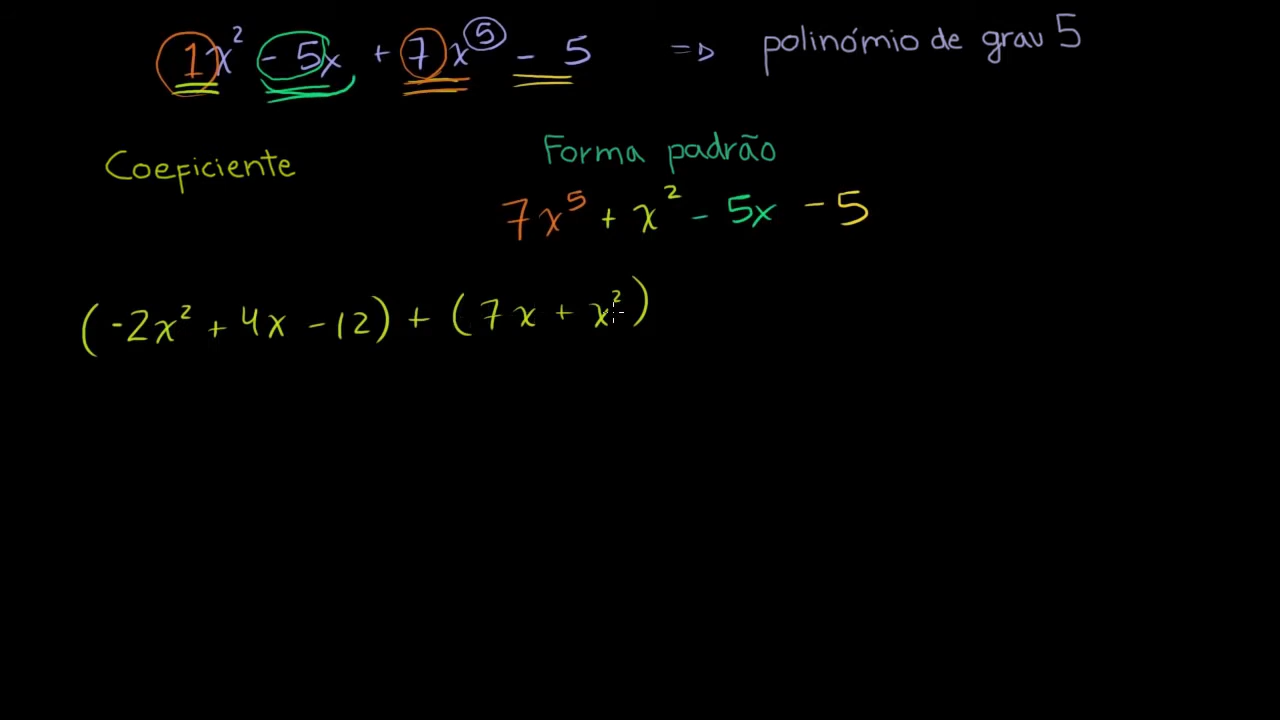 1x² - 5x + 7x⁵ - 5 ⇒ polinómio de grau 5
Coeficiente
Forma padrão
7x⁵ + x² - 5x - 5
(-2x² + 4x - 12) + (7x + x²)